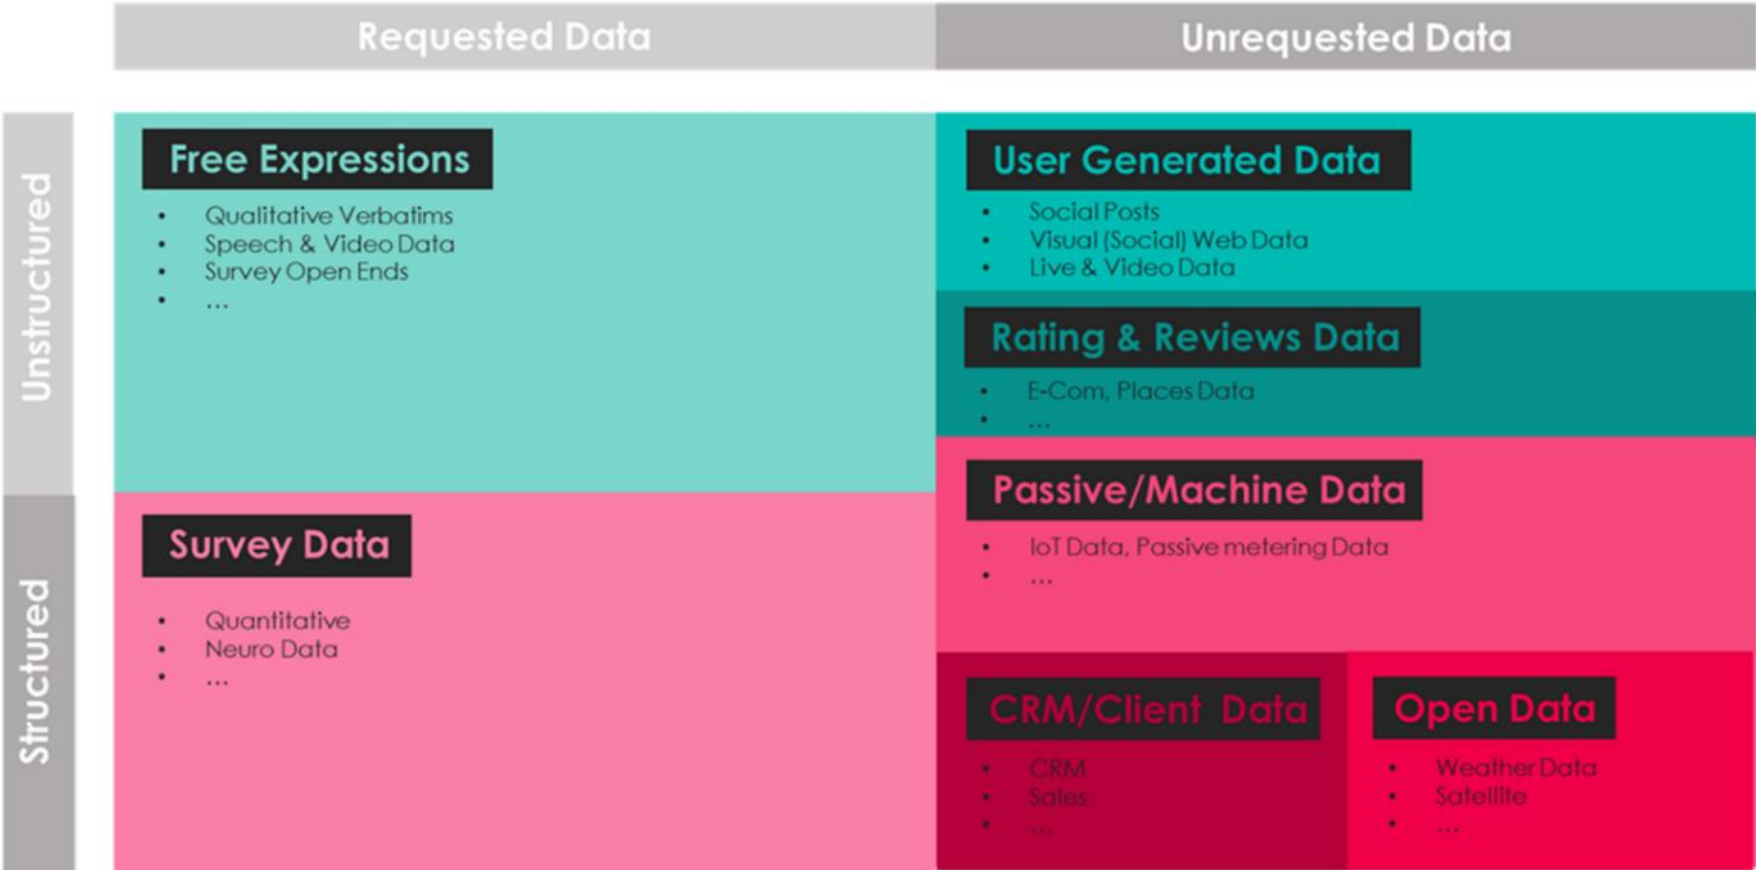 Requested Data
Unrequested Data
Unstructured
Free Expressions
• Qualitative Verbatims
• Speech & Video Data
• Survey Open Ends
• ...
User Generated Data
• Social Posts
• Visual (Social) Web Data
• Live & Video Data
Rating & Reviews Data
• E-Com, Places Data
• ...
Structured
Survey Data
• Quantitative
• Neuro Data
• ...
Passive/Machine Data
• IoT Data, Passive metering Data
• ...
CRM/Client Data
• CRM
• Sales
• ...
Open Data
• Weather Data
• Satellite
• ...